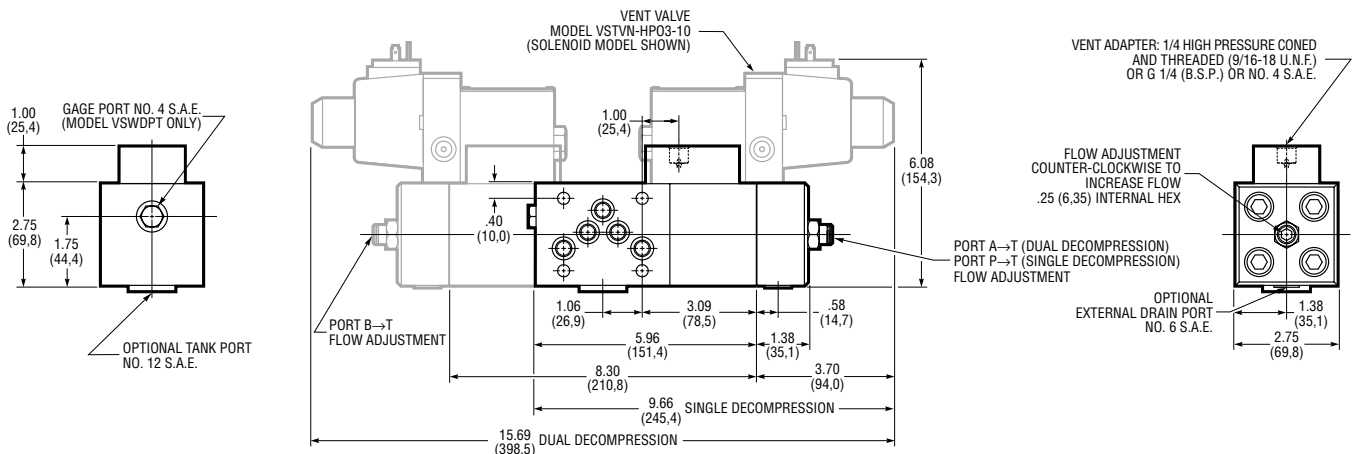 VENT VALVE
MODEL VSTVN-HPO3-10
(SOLENOID MODEL SHOWN)
VENT ADAPTER: 1/4 HIGH PRESSURE CONED
AND THREADED (9/16-18 U.N.F.)
OR G 1/4 (B.S.P.) OR NO. 4 S.A.E.
GAGE PORT NO. 4 S.A.E.
(MODEL VSWDPT ONLY)
1.00
(25,4)
2.75
(69,8)
1.75
(44,4)
OPTIONAL TANK PORT
NO. 12 S.A.E.
1.00
(25,4)
6.08
(154,3)
.40
(10,0)
PORT B→T
FLOW ADJUSTMENT
PORT A→T (DUAL DECOMPRESSION)
PORT P→T (SINGLE DECOMPRESSION)
FLOW ADJUSTMENT
1.06
(26,9)
3.09
(78,5)
.58
(14,7)
5.96
(151,4)
1.38
(35,1)
8.30
(210,8)
3.70
(94,0)
9.66
(245,4)
SINGLE DECOMPRESSION
15.69
(398,5)
DUAL DECOMPRESSION
FLOW ADJUSTMENT
COUNTER-CLOCKWISE TO
INCREASE FLOW
.25 (6,35) INTERNAL HEX
OPTIONAL
EXTERNAL DRAIN PORT
NO. 6 S.A.E.
1.38
(35,1)
2.75
(69,8)